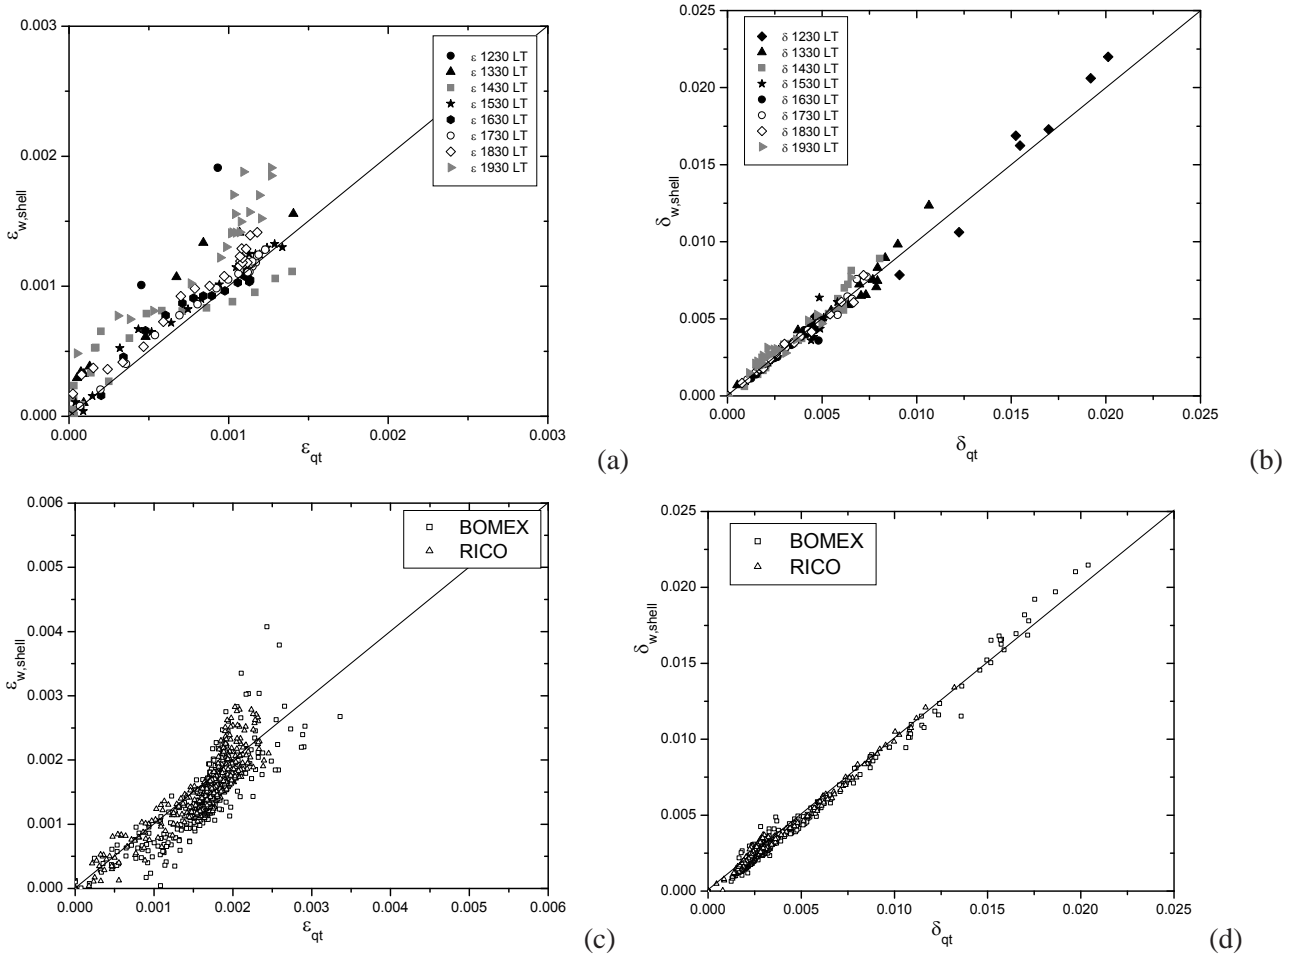 0.003
0.002
0.001
0.000
ε_w,shell
ε 1230 LT
ε 1330 LT
ε 1430 LT
ε 1530 LT
ε 1630 LT
ε 1730 LT
ε 1830 LT
ε 1930 LT
0.000 0.001 0.002 0.003
ε_qt
(a)
0.025
0.020
0.015
0.010
0.005
0.000
δ_w,shell
δ 1230 LT
δ 1330 LT
δ 1430 LT
δ 1530 LT
δ 1630 LT
δ 1730 LT
δ 1830 LT
δ 1930 LT
0.000 0.005 0.010 0.015 0.020 0.025
δ_qt
(b)
0.006
0.005
0.004
0.003
0.002
0.001
0.000
ε_w,shell
BOMEX
RICO
0.000 0.001 0.002 0.003 0.004 0.005 0.006
ε_qt
(c)
0.025
0.020
0.015
0.010
0.005
0.000
δ_w,shell
BOMEX
RICO
0.000 0.005 0.010 0.015 0.020 0.025
δ_qt
(d)